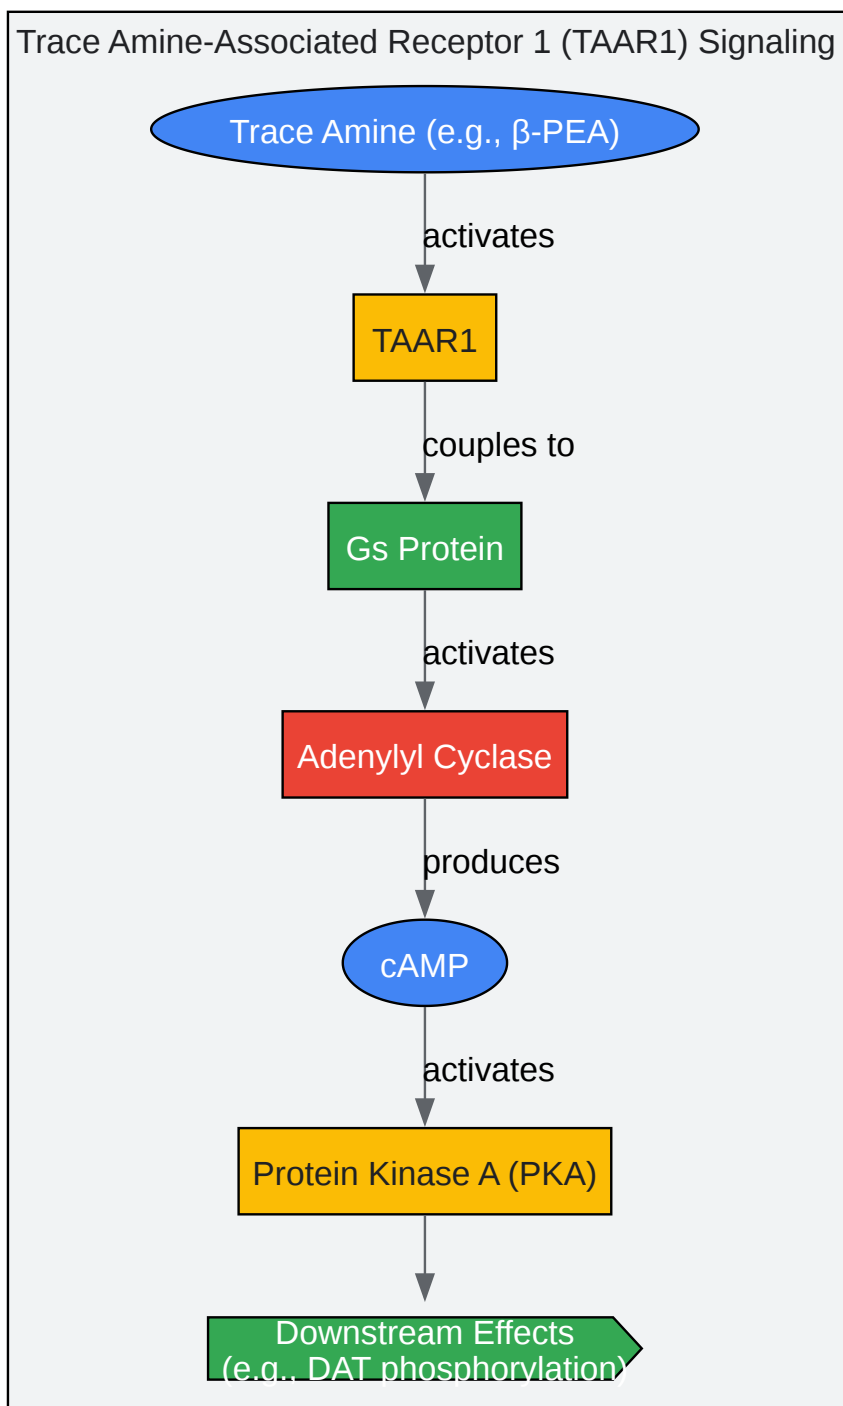 Trace Amine-Associated Receptor 1 (TAAR1) Signaling
Trace Amine (e.g., β-PEA)
activates
TAAR1
couples to
Gs Protein
activates
Adenylyl Cyclase
produces
cAMP
activates
Protein Kinase A (PKA)
Downstream Effects
(e.g., DAT phosphorylation)